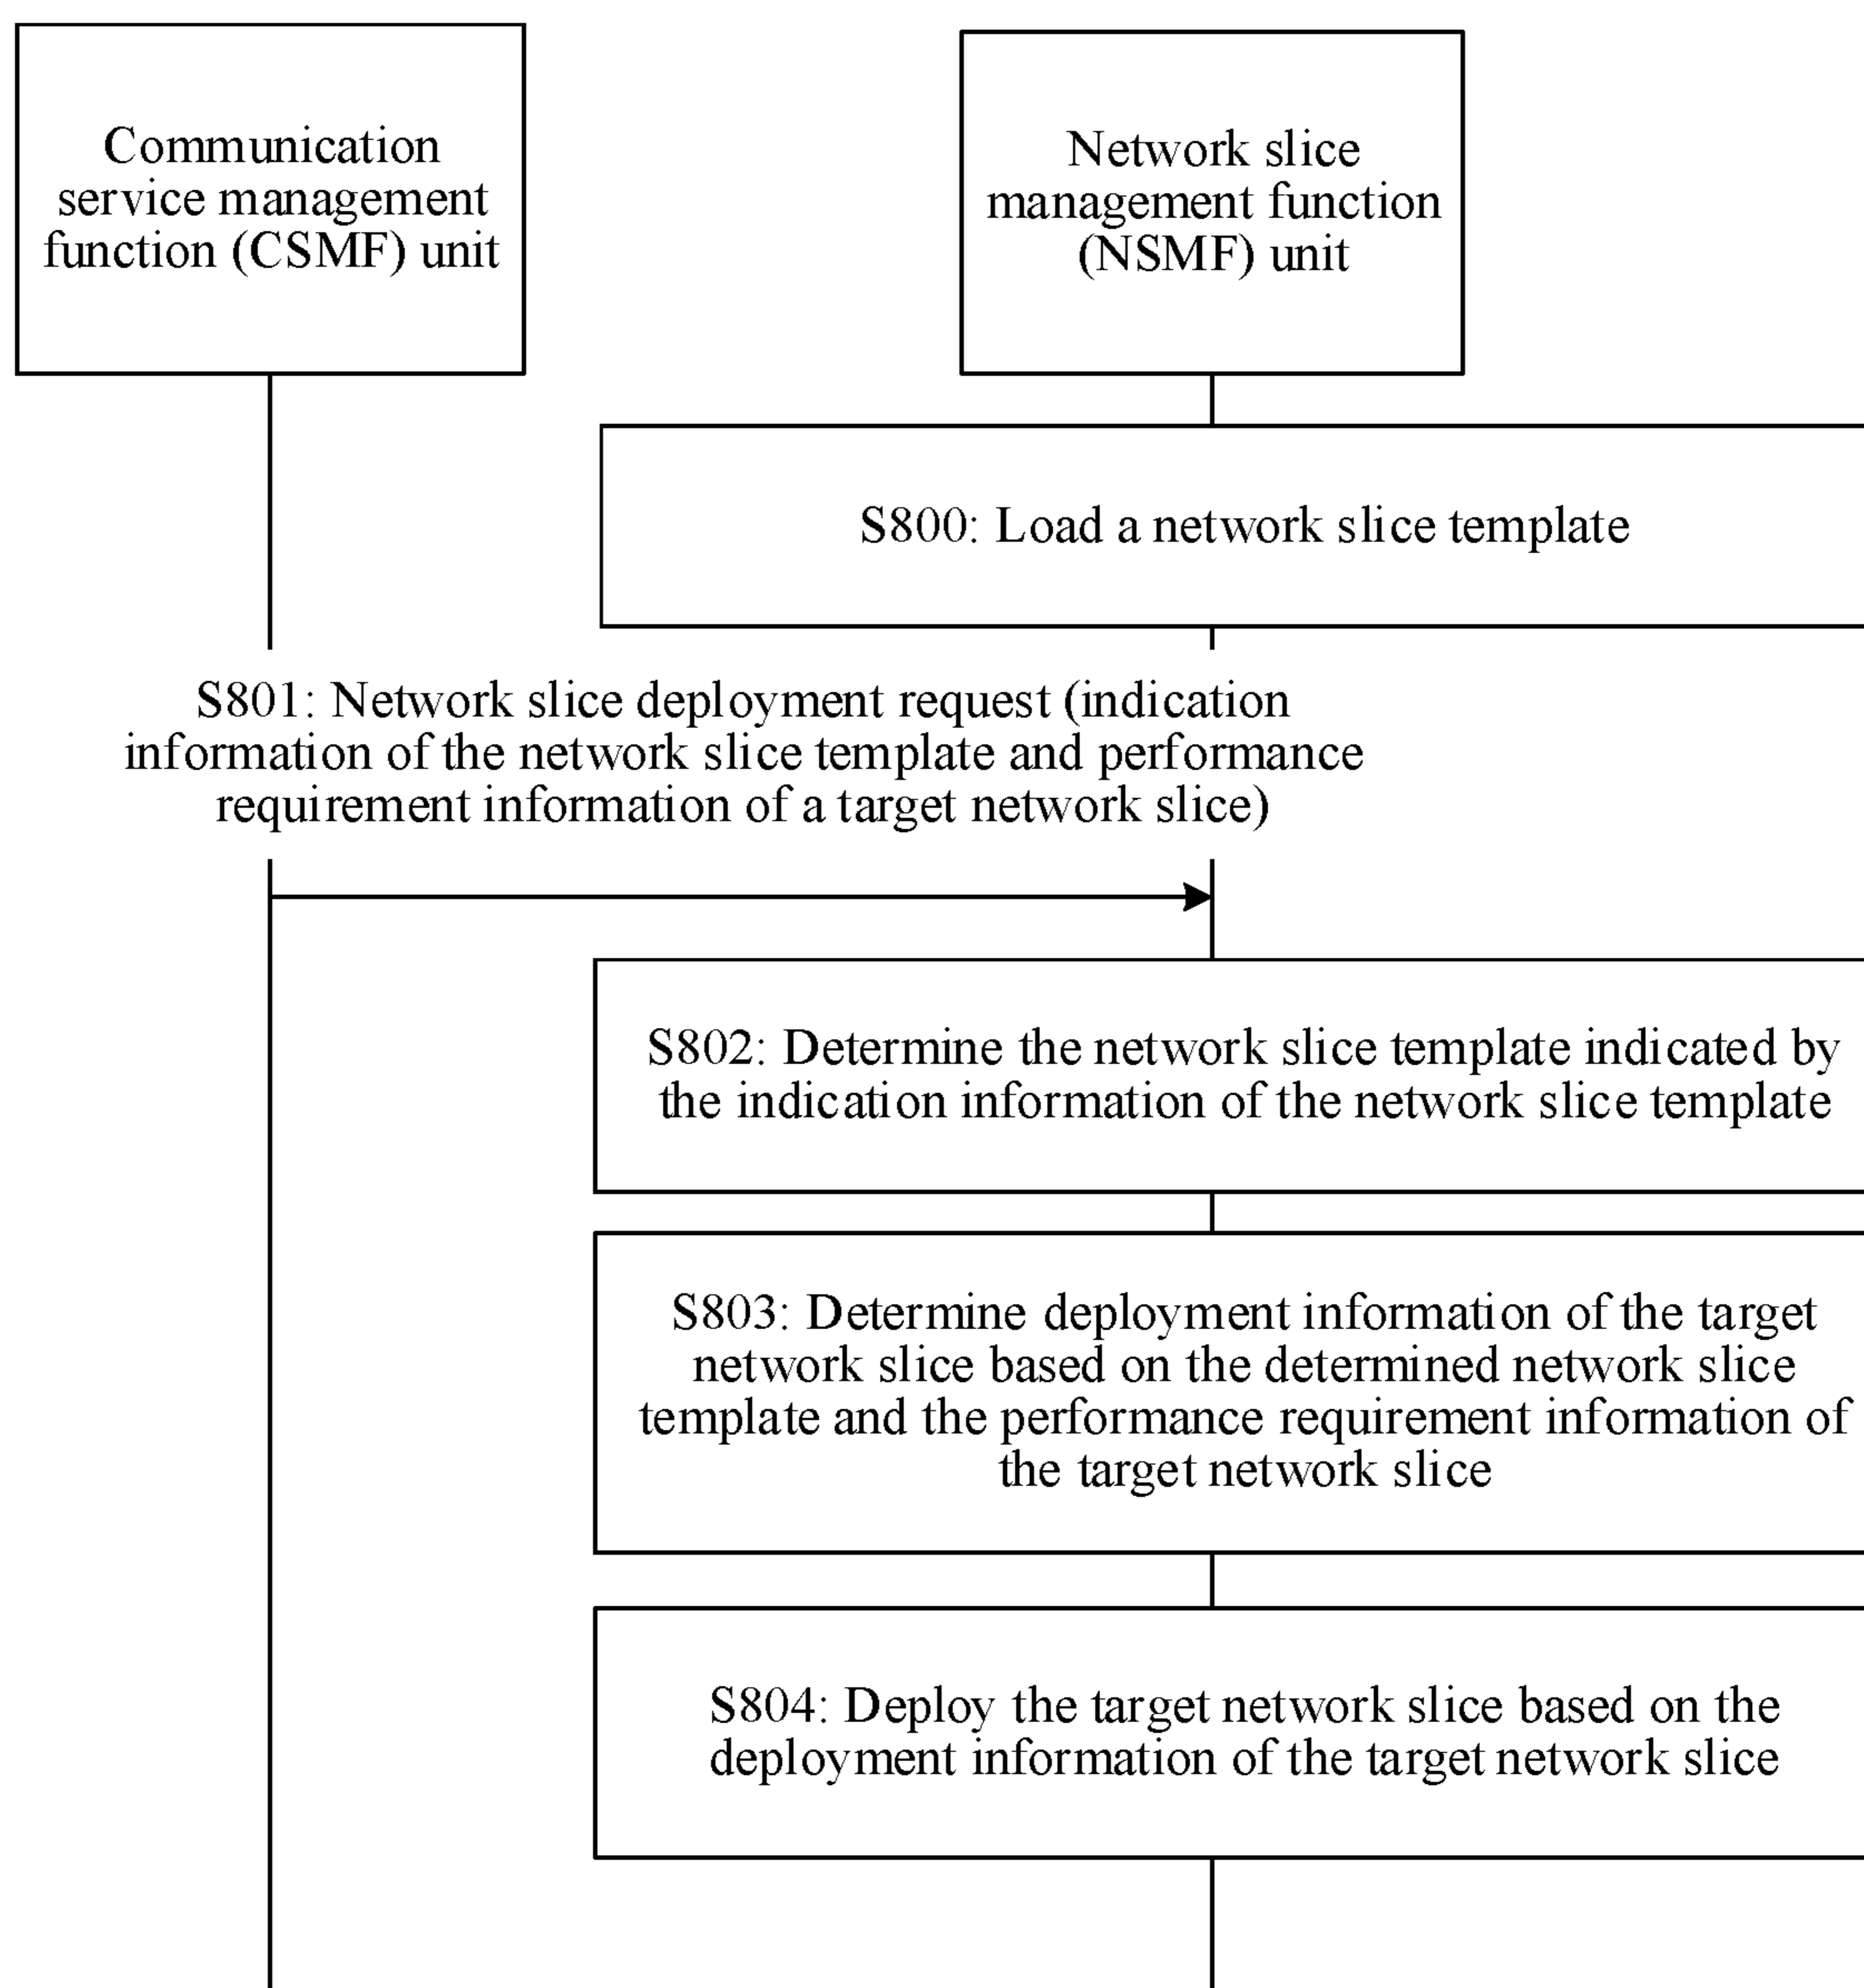 Communication
service management
function (CSMF) unit
Network slice
management function
(NSMF) unit
S800: Load a network slice template
S801: Network slice deployment request (indication
information of the network slice template and performance
requirement information of a target network slice)
S802: Determine the network slice template indicated by
the indication information of the network slice template
S803: Determine deployment information of the target
network slice based on the determined network slice
template and the performance requirement information of
the target network slice
S804: Deploy the target network slice based on the
deployment information of the target network slice